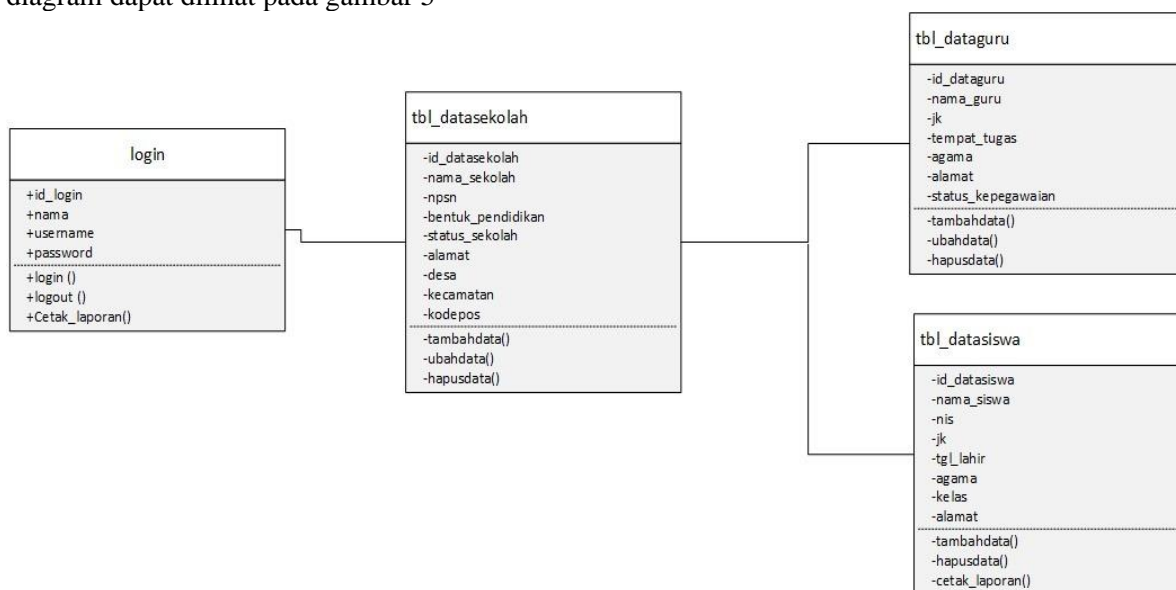 diagram dapat dilihat pada gambar 5
login
+id_login
+nama
+username
+password
+login ()
+logout ()
+Cetak_laporan()
tbl_datasekolah
-id_datasekolah
-nama_sekolah
-npsn
-bentuk_pendidikan
-status_sekolah
-alamat
-desa
-kecamatan
-kodepos
-tambahdata()
-ubahdata()
-hapusdata()
tbl_dataguru
-id_dataguru
-nama_guru
-jk
-tempat_tugas
-agama
-alamat
-status_kepegawaian
-tambahdata()
-ubahdata()
-hapusdata()
tbl_datasiswa
-id_datasiswa
-nama_siswa
-nis
-jk
-tgl_lahir
-agama
-kelas
-alamat
-tambahdata()
-hapusdata()
-cetak_laporan()